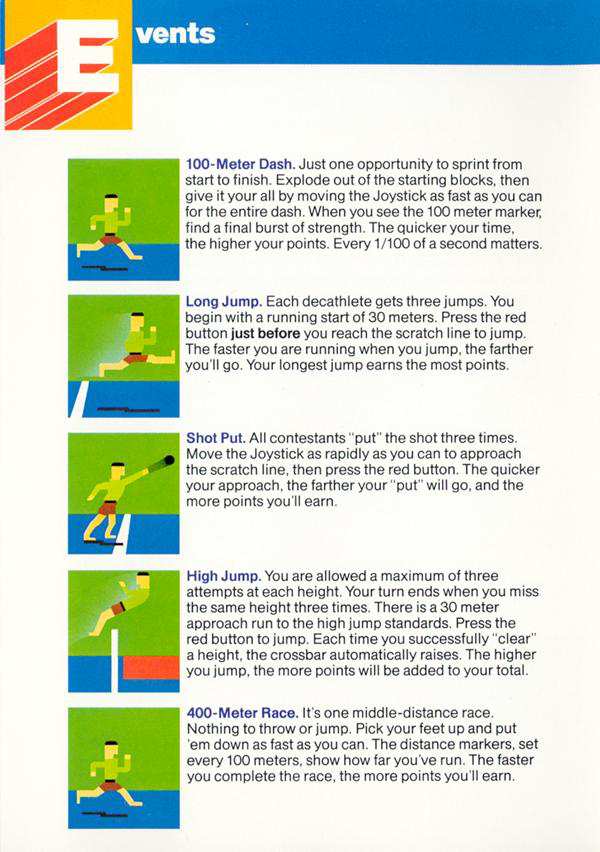 Events
100-Meter Dash. Just one opportunity to sprint from
start to finish. Explode out of the starting blocks, then
give it your all by moving the Joystick as fast as you can
for the entire dash. When you see the 100 meter marker,
find a final burst of strength. The quicker your time,
the higher your points. Every 1/100 of a second matters.
Long Jump. Each decathlete gets three jumps. You
begin with a running start of 30 meters. Press the red
button just before you reach the scratch line to jump.
The faster you are running when you jump, the farther
you'll go. Your longest jump earns the most points.
Shot Put. All contestants "put" the shot three times.
Move the Joystick as rapidly as you can to approach
the scratch line, then press the red button. The quicker
your approach, the farther your "put" will go, and the
more points you'll earn.
High Jump. You are allowed a maximum of three
attempts at each height. Your turn ends when you miss
the same height three times. There is a 30 meter
approach run to the high jump standards. Press the
red button to jump. Each time you successfully "clear"
a height, the crossbar automatically raises. The higher
you jump, the more points will be added to your total.
400-Meter Race. It's one middle-distance race.
Nothing to throw or jump. Pick your feet up and put
'em down as fast as you can. The distance markers, set
every 100 meters, show how far you've run. The faster
you complete the race, the more points you'll earn.